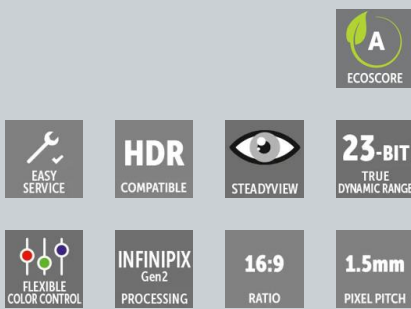 A
ECOSCORE
EASY
SERVICE
HDR
COMPATIBLE
STEADYVIEW
23-BIT
TRUE
DYNAMIC RANGE
FLEXIBLE
COLOR CONTROL
INFINIPIX
Gen2
PROCESSING
16:9
RATIO
1.5mm
PIXEL PITCH